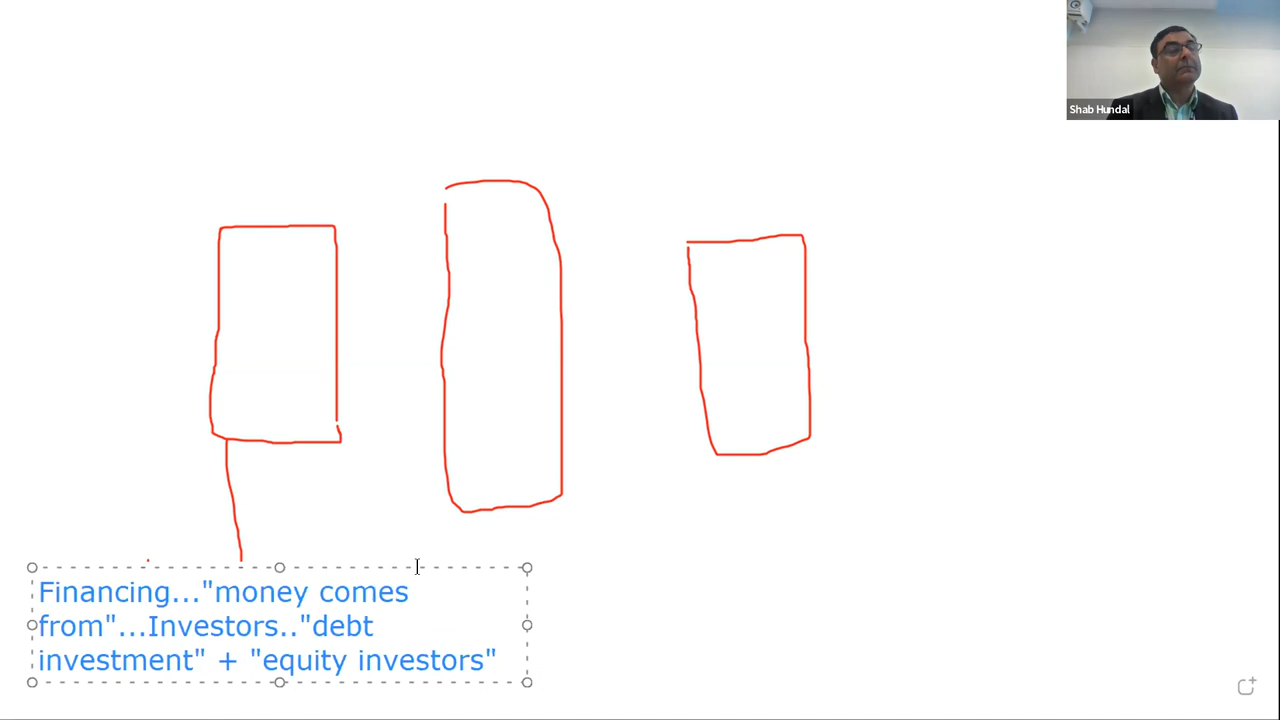 Shab Hundal
Financing..."money comes
from"...Investors.."debt
investment" + "equity investors"